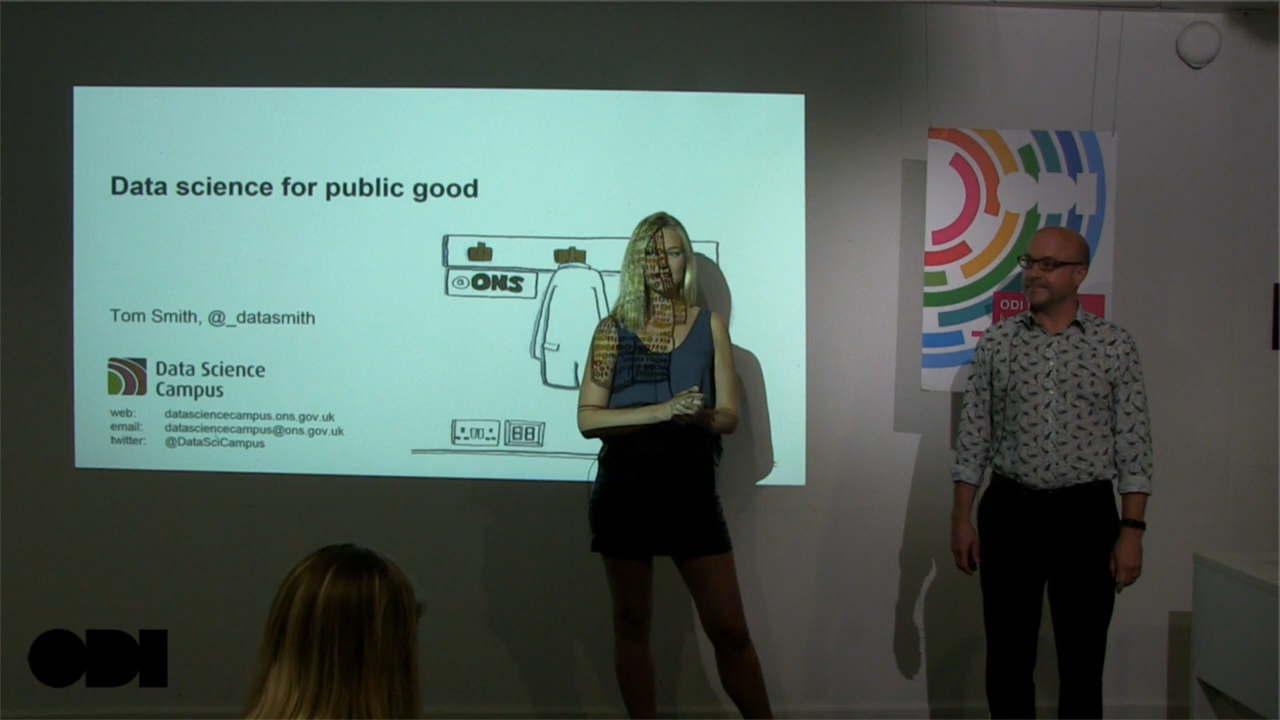 Data science for public good
@ONS
Tom Smith, @_datasmith
Data Science
Campus
web: datasciencecampus.ons.gov.uk
email: datasciencecampus@ons.gov.uk
twitter: @DataSciCampus
ODI
ODI